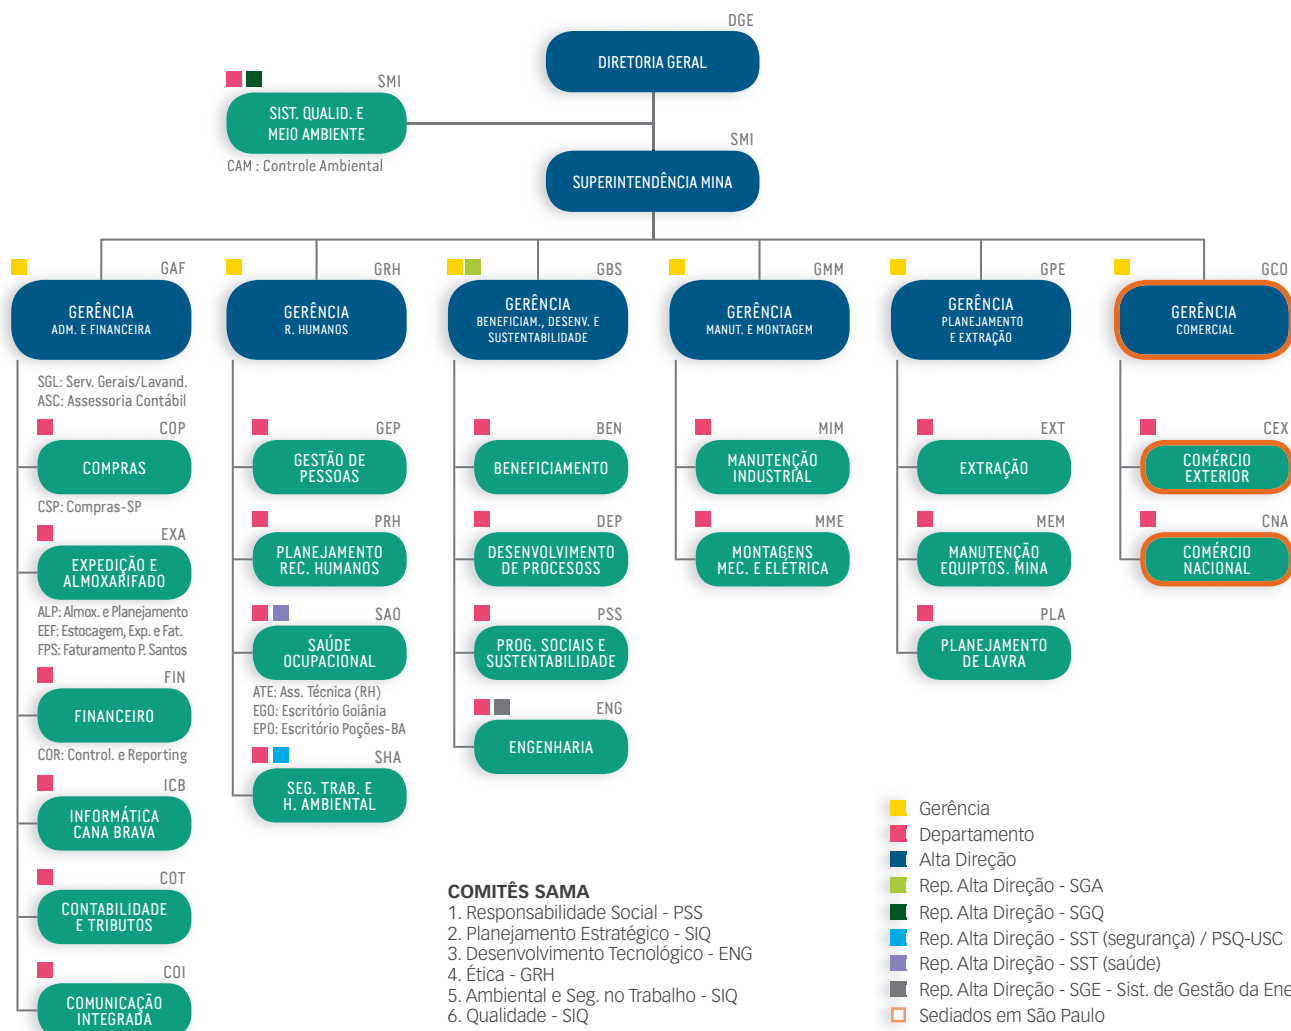 DGE
DIRETORIA GERAL
SMI
SIST. QUALID. E
MEIO AMBIENTE
CAM : Controle Ambiental
SMI
SUPERINTENDÊNCIA MINA
GAF
GERÊNCIA
ADM. E FINANCEIRA
SGL: Serv. Gerais/Lavand.
ASC: Assessoria Contábil
COP
COMPRAS
CSP: Compras-SP
EXA
EXPEDIÇÃO E
ALMOXARIFADO
ALP: Almox. e Planejamento
EEF: Estocagem, Exp. e Fat.
FPS: Faturamento P. Santos
FIN
FINANCEIRO
COR: Control. e Reporting
ICB
INFORMÁTICA
CANA BRAVA
COT
CONTABILIDADE
E TRIBUTOS
COI
COMUNICAÇÃO
INTEGRADA
GRH
GERÊNCIA
R. HUMANOS
GEP
GESTÃO DE
PESSOAS
PRH
PLANEJAMENTO
REC. HUMANOS
SAO
SAÚDE
OCUPACIONAL
ATE: Ass. Técnica (RH)
EGO: Escritório Goiânia
EPO: Escritório Poções-BA
SHA
SEG. TRAB. E
H. AMBIENTAL
GBS
GERÊNCIA
BENEFICIAM., DESENV. E
SUSTENTABILIDADE
BEN
BENEFICIAMENTO
DEP
DESENVOLVIMENTO
DE PROCESOSS
PSS
PROG. SOCIAIS E
SUSTENTABILIDADE
ENG
ENGENHARIA
GMM
GERÊNCIA
MANUT. E MONTAGEM
MIM
MANUTENÇÃO
INDUSTRIAL
MME
MONTAGENS
MEC. E ELÉTRICA
GPE
GERÊNCIA
PLANEJAMENTO
E EXTRAÇÃO
EXT
EXTRAÇÃO
MEM
MANUTENÇÃO
EQUIPTOS. MINA
PLA
PLANEJAMENTO
DE LAVRA
GCO
GERÊNCIA
COMERCIAL
CEX
COMÉRCIO
EXTERIOR
CNA
COMÉRCIO
NACIONAL
COMITÊS SAMA
1. Responsabilidade Social - PSS
2. Planejamento Estratégico - SIQ
3. Desenvolvimento Tecnológico - ENG
4. Ética - GRH
5. Ambiental e Seg. no Trabalho - SIQ
6. Qualidade - SIQ
Gerência
Departamento
Alta Direção
Rep. Alta Direção - SGA
Rep. Alta Direção - SGQ
Rep. Alta Direção - SST (segurança) / PSQ-USC
Rep. Alta Direção - SST (saúde)
Rep. Alta Direção - SGE - Sist. de Gestão da Ene
Sediados em São Paulo